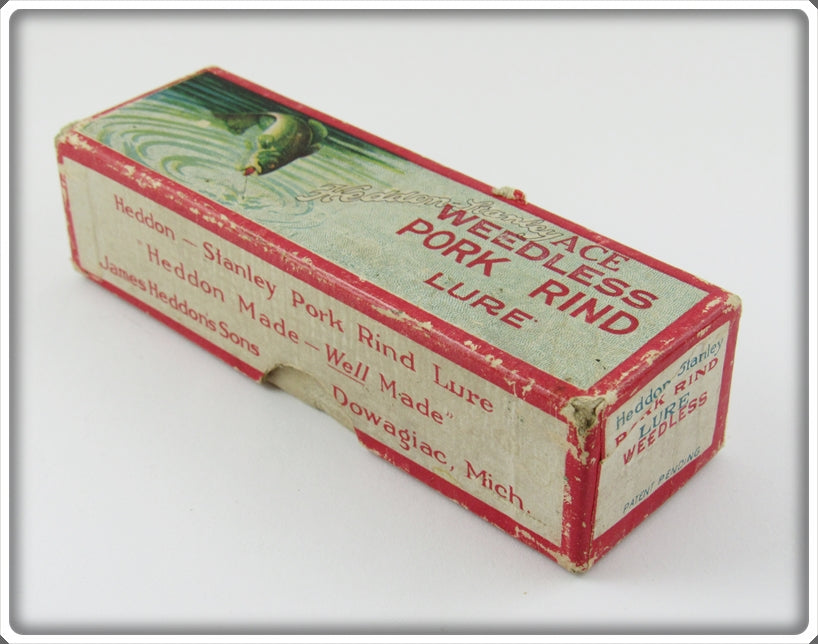 Heddon-Stanley ACE
WEEDLESS
PORK RIND
LURE
Heddon — Stanley Pork Rind Lure
"Heddon Made — Well Made"
James Heddon's Sons Dowagiac, Mich.
Heddon Stanley
PORK RIND
LURE
WEEDLESS
PATENT PENDING